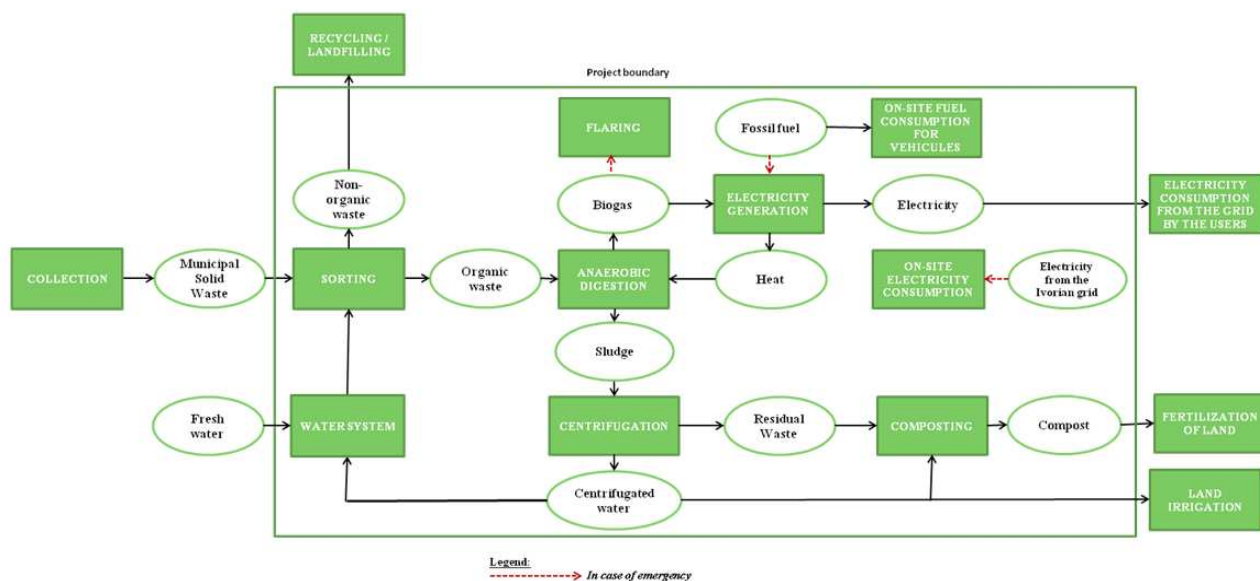 RECYCLING /
LANDFILLING
Project boundary
FLARING
Fossil fuel
ON-SITE FUEL
CONSUMPTION
FOR
VEHICULES
Non-
organic
waste
Biogas
ELECTRICITY
GENERATION
Electricity
ELECTRICITY
CONSUMPTION
FROM THE GRID
BY THE USERS
COLLECTION
Municipal
Solid
Waste
SORTING
Organic
waste
ANAEROBIC
DIGESTION
Heat
ON-SITE
ELECTRICITY
CONSUMPTION
Electricity
from the
Ivorian grid
Sludge
Fresh
water
WATER SYSTEM
CENTRIFUGATION
Residual
Waste
COMPOSTING
Compost
FERTILIZATION
OF LAND
Centrifugated
water
LAND
IRRIGATION
Legend:
In case of emergency